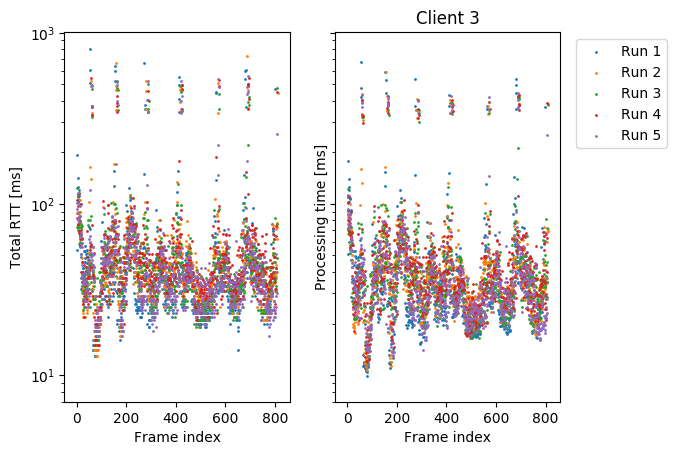 Client 3
Total RTT [ms]
10³
10²
10¹
0 200 400 600 800
Frame index
Processing time [ms]
0 200 400 600 800
Frame index
Run 1
Run 2
Run 3
Run 4
Run 5